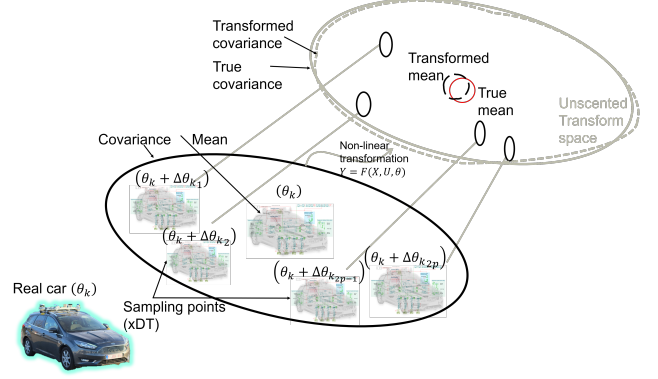 Transformed
covariance
True
covariance
Transformed
mean
True
mean
Unscented
Transform
space
Covariance
Mean
Non-linear
transformation
Y = F(X, U, θ)
(θₖ + Δθₖ₁)
(θₖ)
(θₖ + Δθₖ₂)
(θₖ + Δθₖ₂ₚ₋₁)
(θₖ + Δθₖ₂ₚ)
Real car (θₖ)
Sampling points
(xDT)